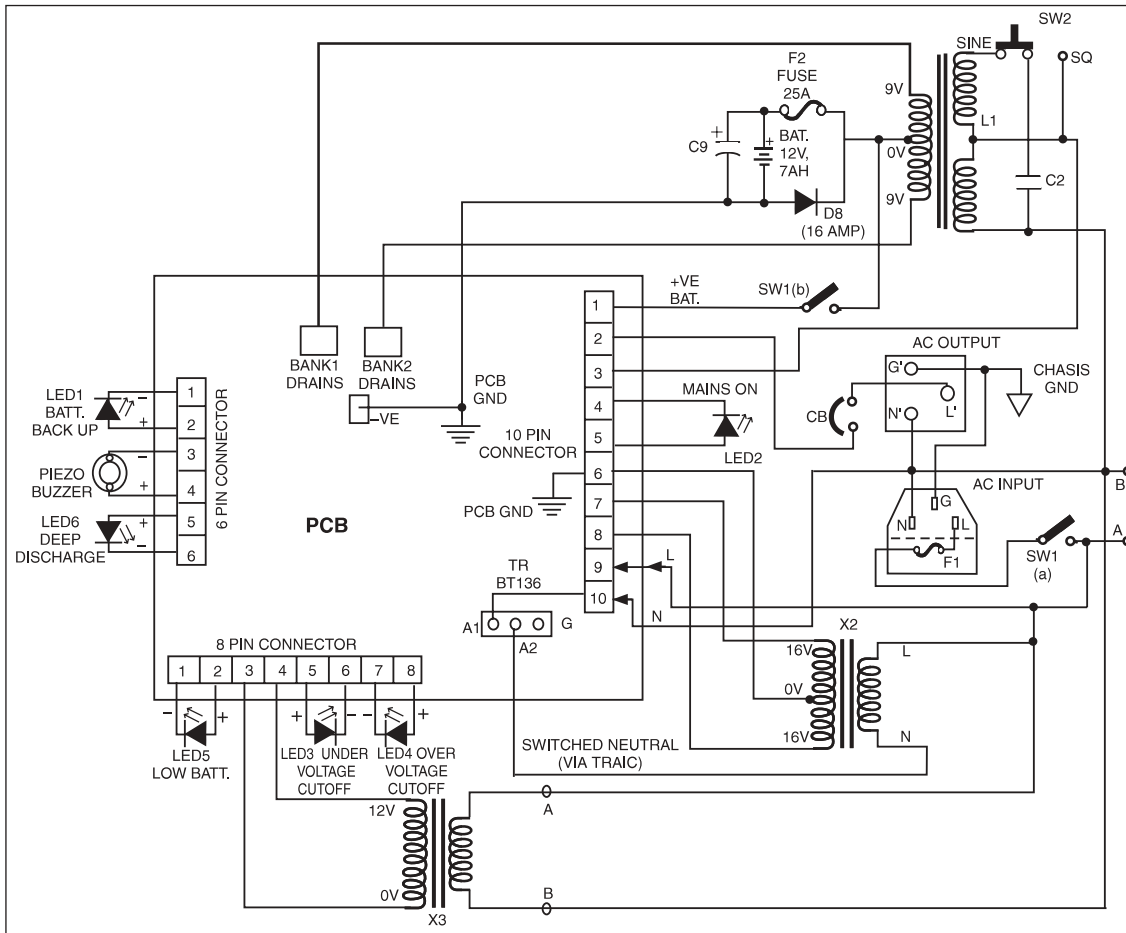 SW2
SINE
SQ
F2
FUSE
25A
9V
L1
+
C9
+
BAT.
12V,
7AH
0V
C2
9V
D8
(16 AMP)
+VE
BAT.
SW1(b)
1
2
3
4
5
6
7
8
9
10
BANK1
DRAINS
BANK2
DRAINS
PCB
GND
–VE
AC OUTPUT
G'
L'
N'
CHASIS
GND
MAINS ON
CB
LED2
10 PIN
CONNECTOR
LED1
BATT.
BACK UP
–
+
PIEZO
BUZZER
–
+
LED6
DEEP
DISCHARGE
+
–
1
2
3
4
5
6
6 PIN CONNECTOR
PCB
PCB GND
AC INPUT
B
G
N
L
F1
A
SW1
(a)
L
N
TR
BT136
A1
G
A2
X2
16V
0V
16V
L
N
8 PIN CONNECTOR
1 2 3 4 5 6 7 8
– + + – – +
LED5
LOW BATT.
LED3 UNDER
VOLTAGE
CUTOFF
LED4 OVER
VOLTAGE
CUTOFF
SWITCHED NEUTRAL
(VIA TRAIC)
12V
A
0V
B
X3